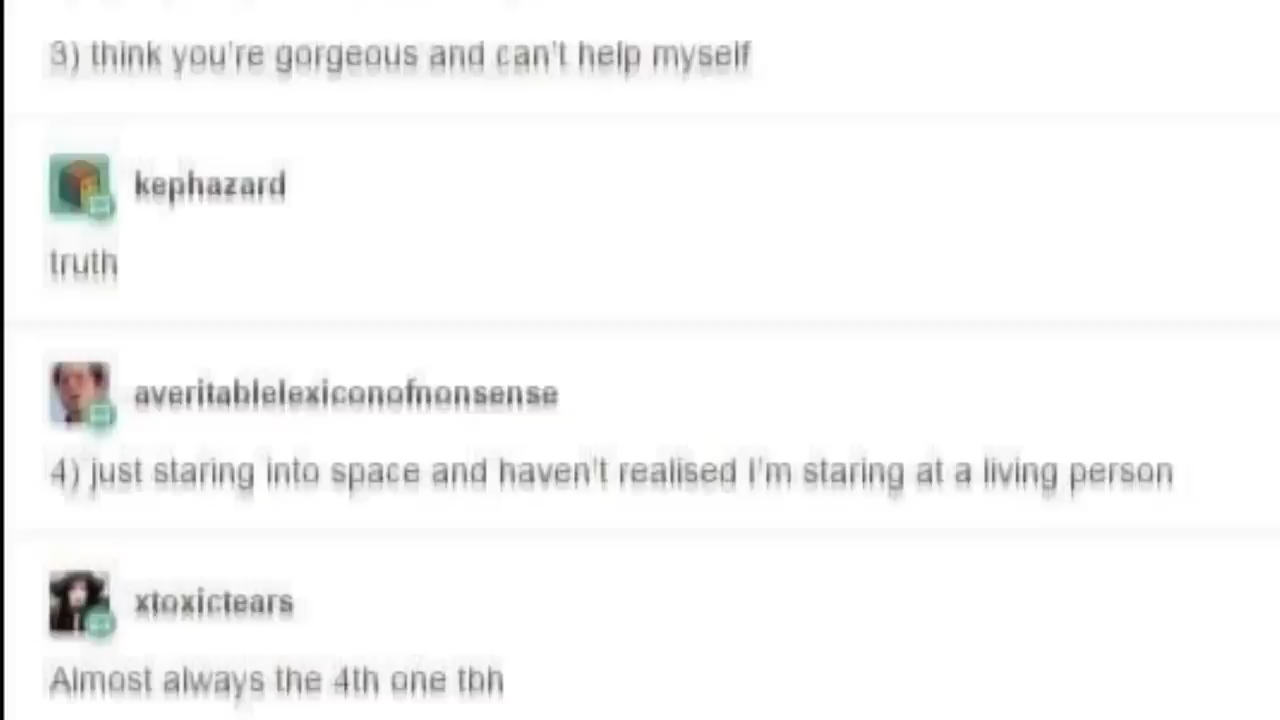 3) think you're gorgeous and can't help myself
kephazard
truth
averitablelexiconofnonsense
4) just staring into space and haven't realised I'm staring at a living person
xtoxictears
Almost always the 4th one tbh